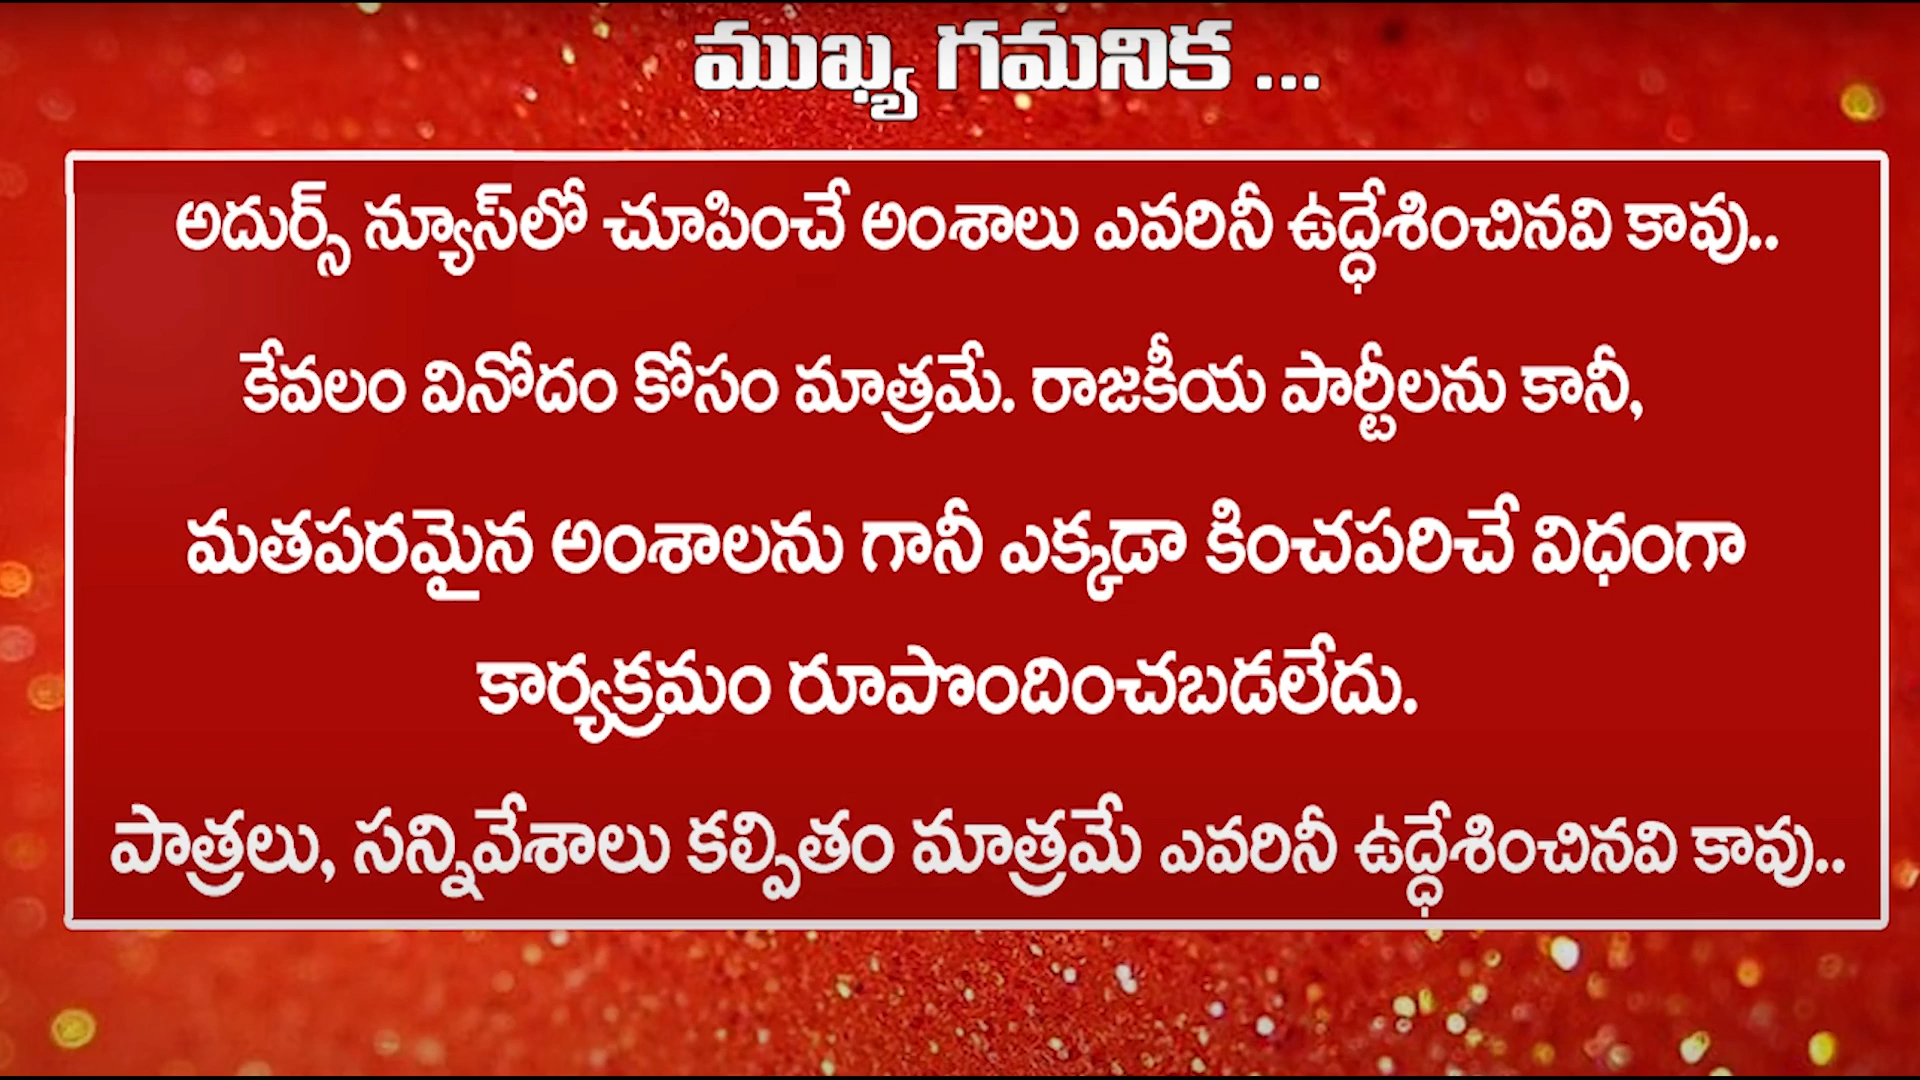 ముఖ్య గమనిక ...
అదుర్స్ న్యూస్‌లో చూపించే అంశాలు ఎవరినీ ఉద్ధేశించినవి కావు..
కేవలం వినోదం కోసం మాత్రమే. రాజకీయ పార్టీలను కానీ,
మతపరమైన అంశాలను గానీ ఎక్కడా కించపరిచే విధంగా
కార్యక్రమం రూపొందించబడలేదు.
పాత్రలు, సన్నివేశాలు కల్పితం మాత్రమే ఎవరినీ ఉద్ధేశించినవి కావు..